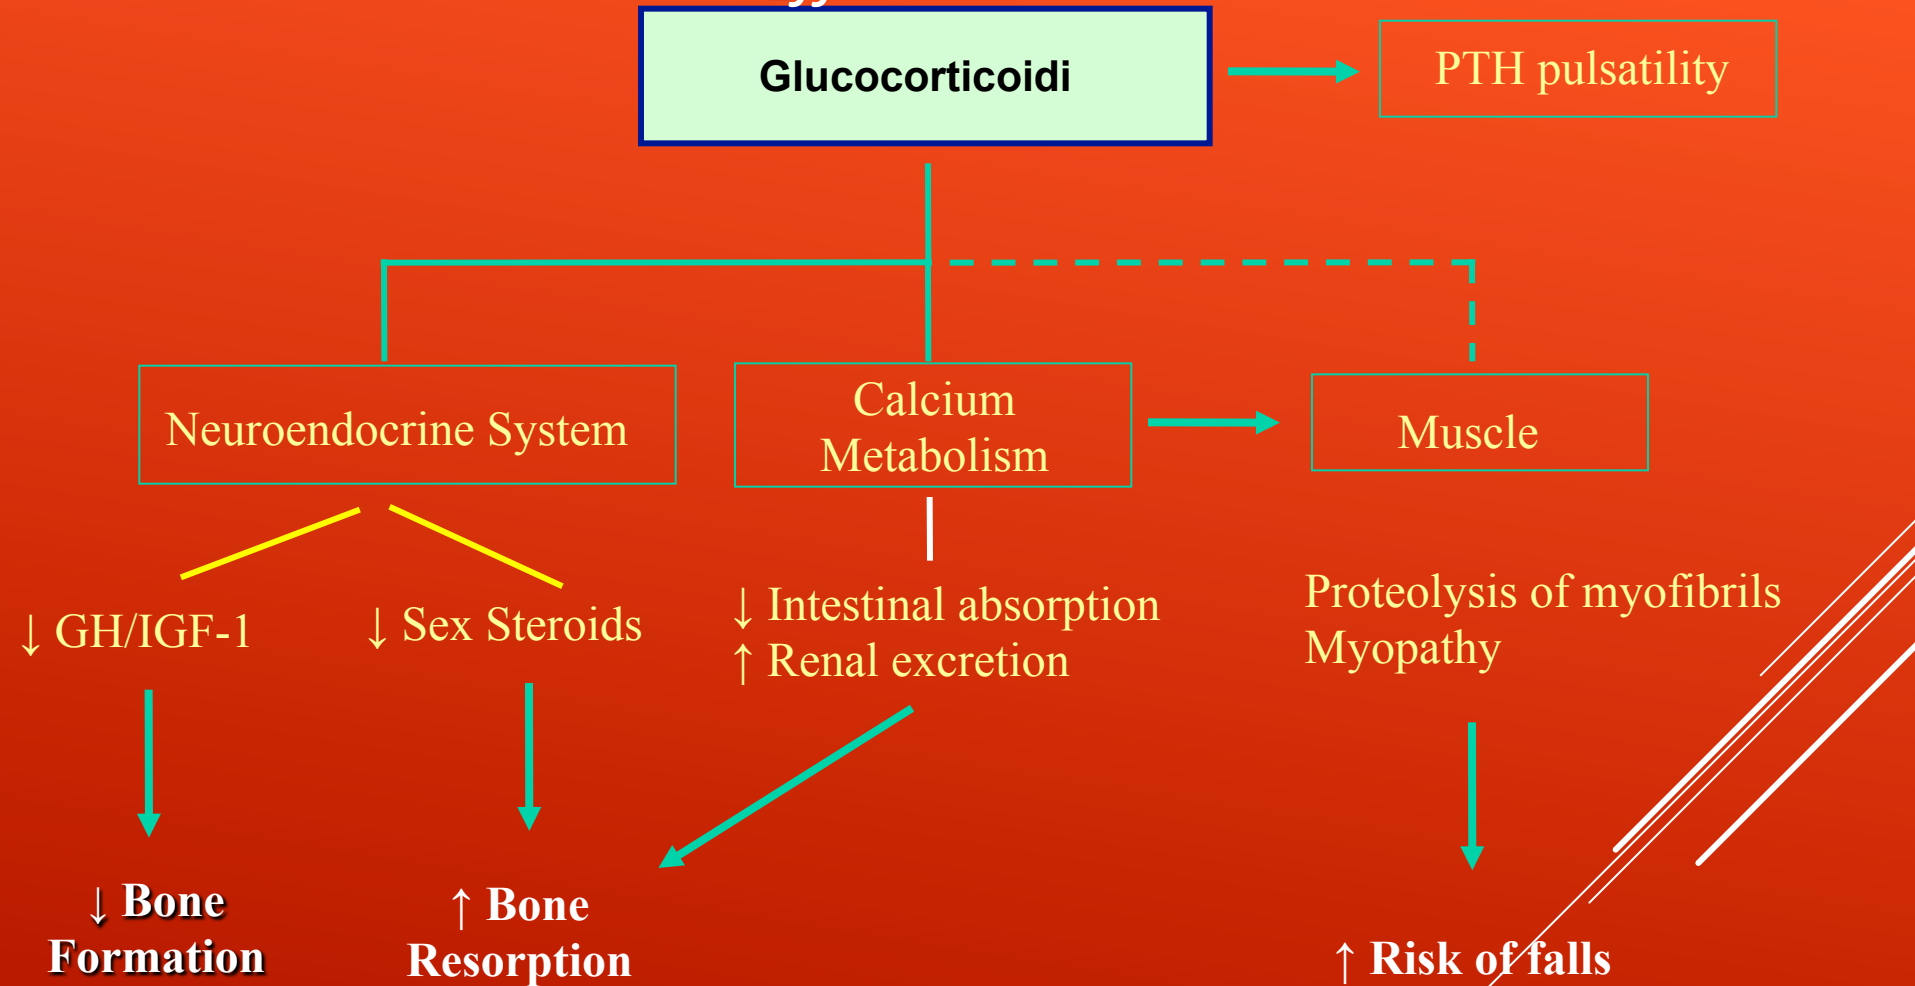 Glucocorticoidi
PTH pulsatility
Neuroendocrine System
Calcium
Metabolism
Muscle
↓ GH/IGF-1
↓ Sex Steroids
↓ Intestinal absorption
↑ Renal excretion
Proteolysis of myofibrils
Myopathy
↓ Bone
Formation
↑ Bone
Resorption
↑ Risk of falls